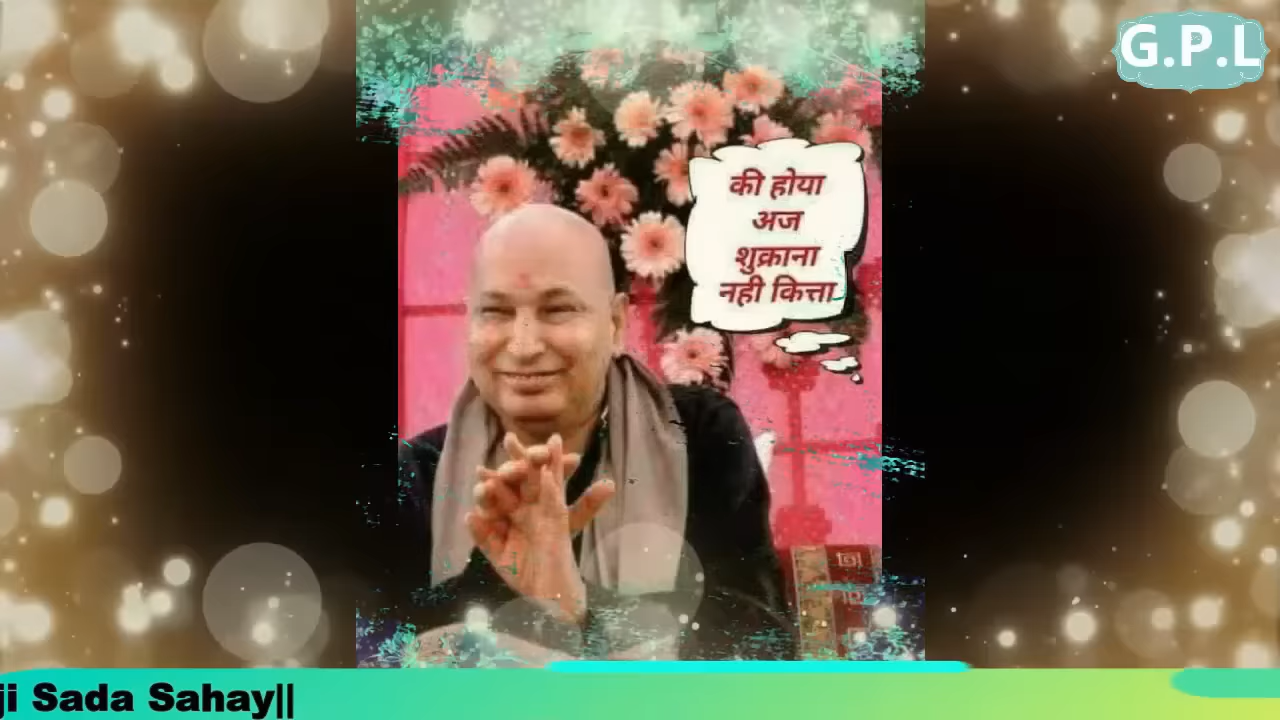 G.P.L
की होया
अज
शुक्राना
नही कित्ता
ji Sada Sahay||